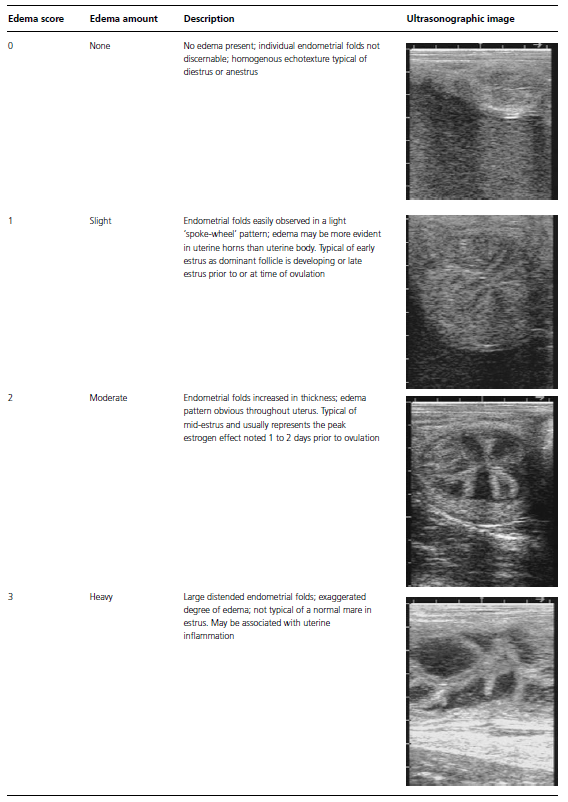 Edema score Edema amount Description Ultrasonographic image
0 None No edema present; individual endometrial folds not
discernable; homogenous echotexture typical of
diestrus or anestrus
1 Slight Endometrial folds easily observed in a light
'spoke-wheel' pattern; edema may be more evident
in uterine horns than uterine body. Typical of early
estrus as dominant follicle is developing or late
estrus prior to or at time of ovulation
2 Moderate Endometrial folds increased in thickness; edema
pattern obvious throughout uterus. Typical of
mid-estrus and usually represents the peak
estrogen effect noted 1 to 2 days prior to ovulation
3 Heavy Large distended endometrial folds; exaggerated
degree of edema; not typical of a normal mare in
estrus. May be associated with uterine
inflammation